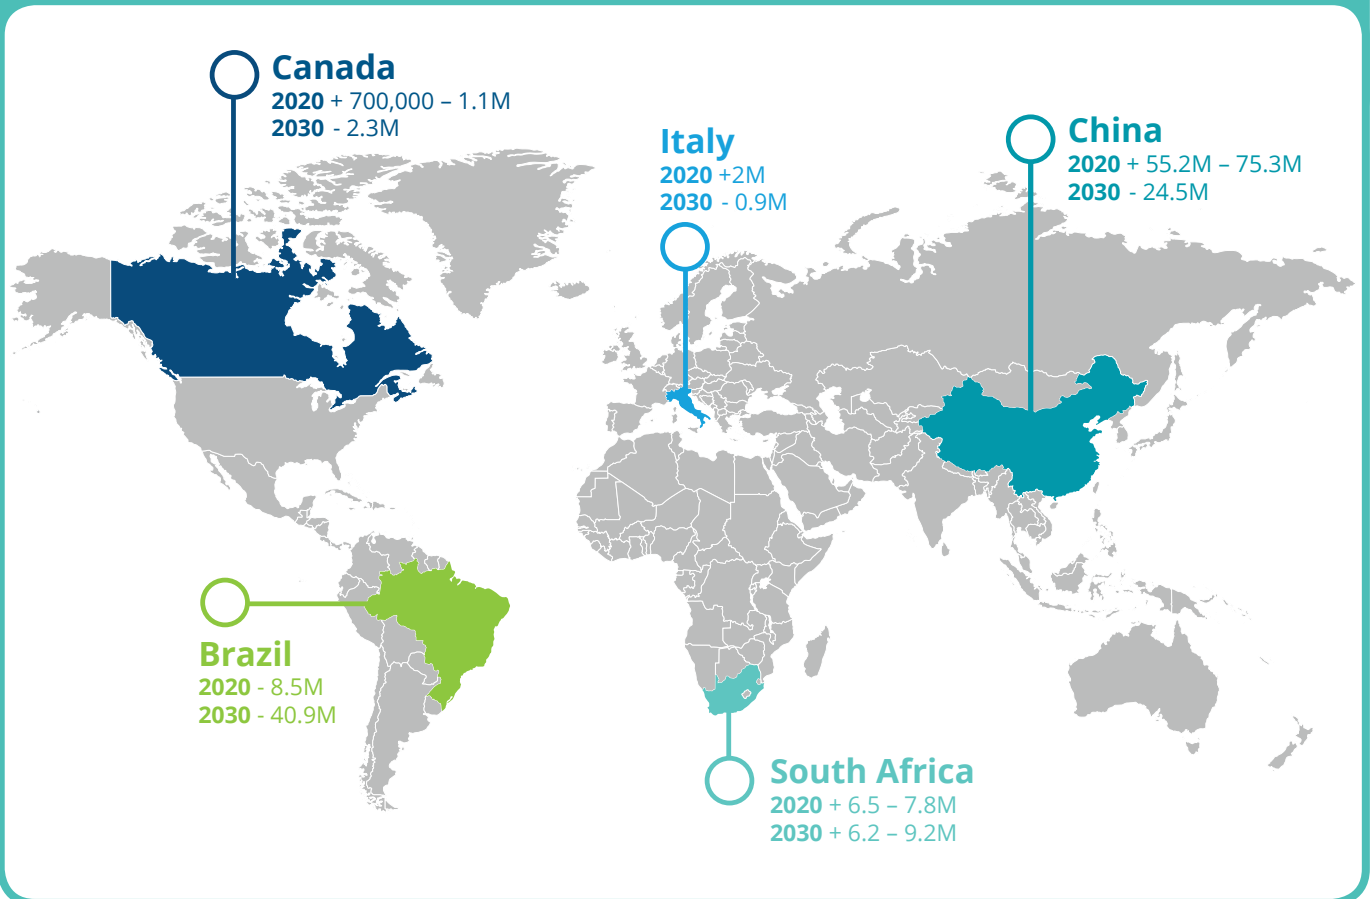 Canada
2020 + 700,000 – 1.1M
2030 - 2.3M
Italy
2020 +2M
2030 - 0.9M
China
2020 + 55.2M – 75.3M
2030 - 24.5M
Brazil
2020 - 8.5M
2030 - 40.9M
South Africa
2020 + 6.5 – 7.8M
2030 + 6.2 – 9.2M